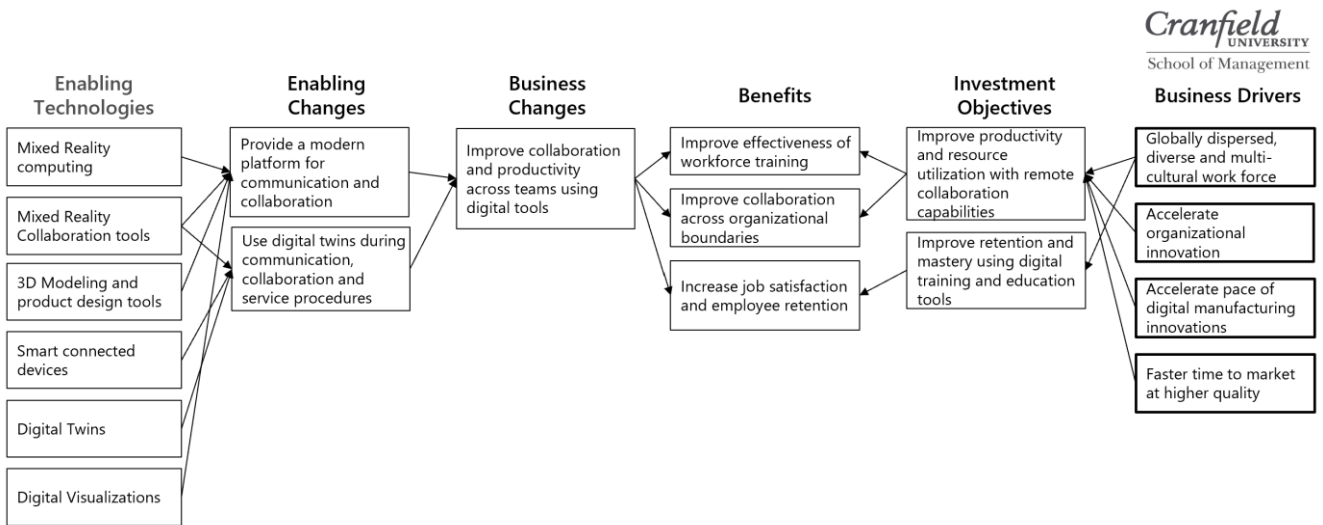 Cranfield
UNIVERSITY
School of Management
Enabling
Technologies
Mixed Reality
computing
Mixed Reality
Collaboration tools
3D Modeling and
product design tools
Smart connected
devices
Digital Twins
Digital Visualizations
Enabling
Changes
Provide a modern
platform for
communication and
collaboration
Use digital twins during
communication,
collaboration and
service procedures
Business
Changes
Improve collaboration
and productivity
across teams using
digital tools
Benefits
Improve effectiveness of
workforce training
Improve collaboration
across organizational
boundaries
Increase job satisfaction
and employee retention
Investment
Objectives
Improve productivity
and resource
utilization with remote
collaboration
capabilities
Improve retention and
mastery using digital
training and education
tools
Business Drivers
Globally dispersed,
diverse and multi-
cultural work force
Accelerate
organizational
innovation
Accelerate pace of
digital manufacturing
innovations
Faster time to market
at higher quality